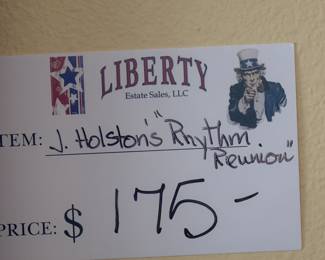 LIBERTY
Estate Sales, LLC
TEM: J. Holston's "Rhythm
Reunion"
PRICE: $ 175-